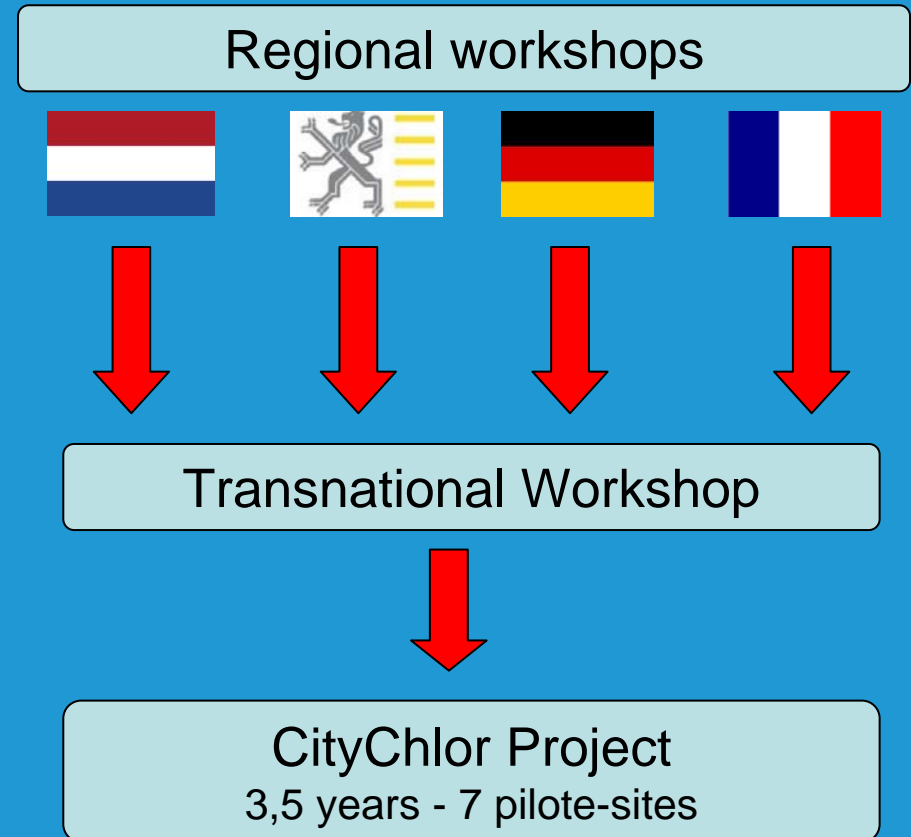 Regional workshops
Transnational Workshop
CityChlor Project
3,5 years - 7 pilote-sites